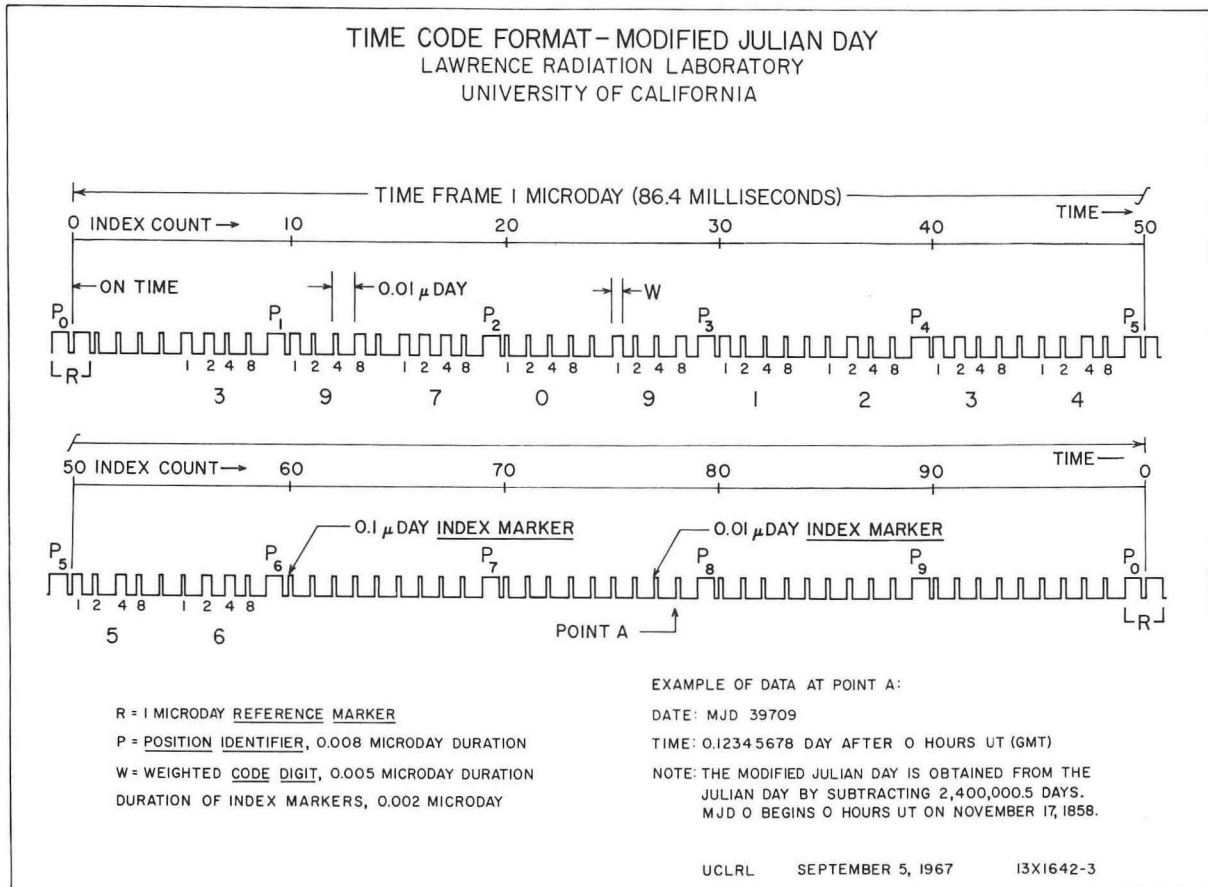 TIME CODE FORMAT – MODIFIED JULIAN DAY
LAWRENCE RADIATION LABORATORY
UNIVERSITY OF CALIFORNIA
TIME FRAME 1 MICRODAY (86.4 MILLISECONDS)
0 INDEX COUNT → 10 20 30 40 TIME → 50
ON TIME 0.01 µ DAY W
P0 P1 P2 P3 P4 P5
R 1 2 4 8 1 2 4 8 1 2 4 8 1 2 4 8 1 2 4 8 1 2 4 8 1 2 4 8 1 2 4 8 1 2 4 8
3 9 7 0 9 1 2 3 4
50 INDEX COUNT → 60 70 80 90 TIME — 0
0.1 µ DAY INDEX MARKER 0.01 µ DAY INDEX MARKER
P5 P6 P7 P8 P9 P0
1 2 4 8 1 2 4 8 R
5 6 POINT A
R = 1 MICRODAY REFERENCE MARKER
P = POSITION IDENTIFIER, 0.008 MICRODAY DURATION
W = WEIGHTED CODE DIGIT, 0.005 MICRODAY DURATION
DURATION OF INDEX MARKERS, 0.002 MICRODAY
EXAMPLE OF DATA AT POINT A:
DATE: MJD 39709
TIME: 0.12345678 DAY AFTER 0 HOURS UT (GMT)
NOTE: THE MODIFIED JULIAN DAY IS OBTAINED FROM THE
JULIAN DAY BY SUBTRACTING 2,400,000.5 DAYS.
MJD 0 BEGINS 0 HOURS UT ON NOVEMBER 17, 1858.
UCLRL SEPTEMBER 5, 1967 13X1642-3